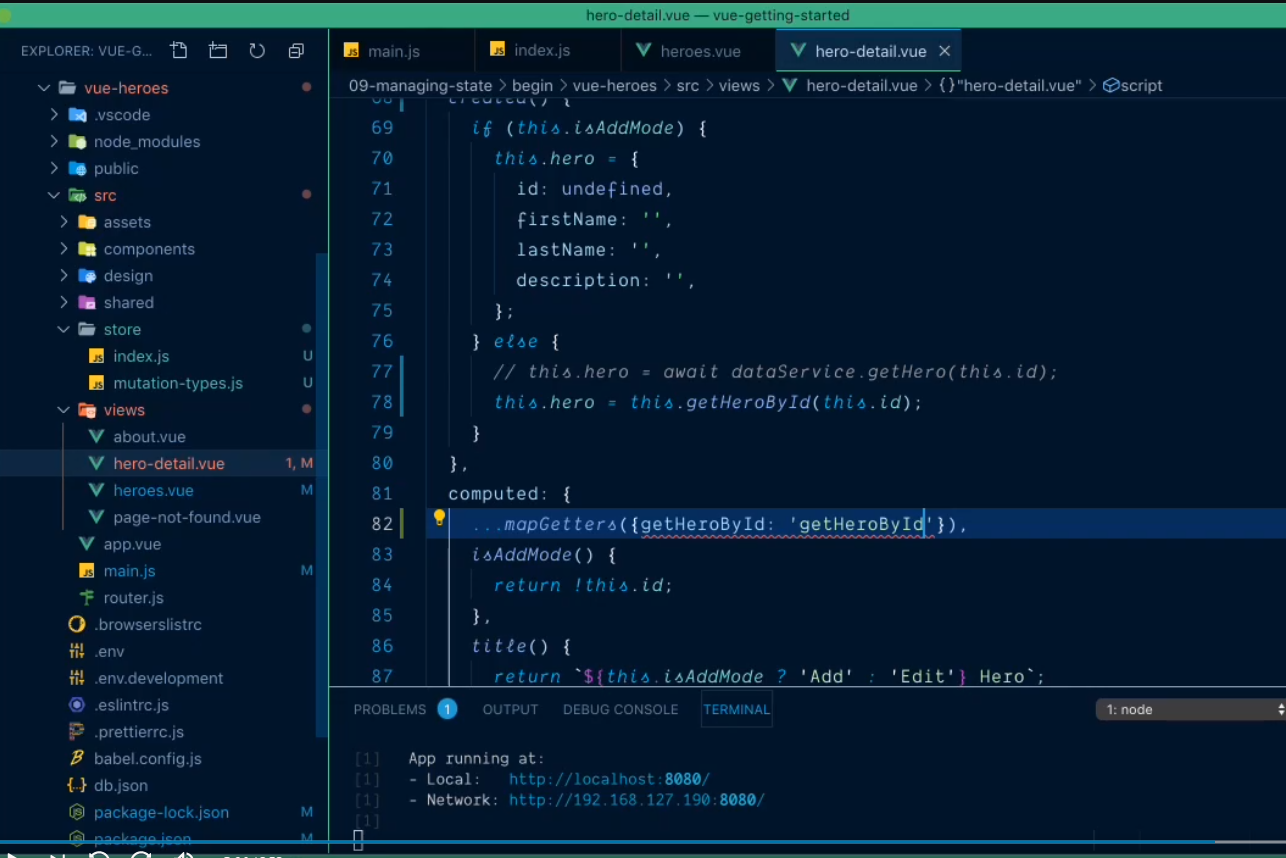 hero-detail.vue — vue-getting-started
EXPLORER: VUE-G...
main.js
index.js
heroes.vue
hero-detail.vue
09-managing-state > begin > vue-heroes > src > views > hero-detail.vue > {} "hero-detail.vue" > script
vue-heroes
.vscode
node_modules
public
src
assets
components
design
shared
store
index.js U
mutation-types.js U
views
about.vue
hero-detail.vue 1, M
heroes.vue M
page-not-found.vue
app.vue
main.js M
router.js
.browserslistrc
.env
.env.development
.eslintrc.js
.prettierrc.js
babel.config.js
db.json
package-lock.json M
package.json M
68 created() {
69 if (this.isAddMode) {
70 this.hero = {
71 id: undefined,
72 firstName: '',
73 lastName: '',
74 description: '',
75 };
76 } else {
77 // this.hero = await dataService.getHero(this.id);
78 this.hero = this.getHeroById(this.id);
79 }
80 },
81 computed: {
82 ...mapGetters({getHeroById: 'getHeroById'}),
83 isAddMode() {
84 return !this.id;
85 },
86 title() {
87 return `${this.isAddMode ? 'Add' : 'Edit'} Hero`;
PROBLEMS 1 OUTPUT DEBUG CONSOLE TERMINAL 1: node
[1] App running at:
[1] - Local: http://localhost:8080/
[1] - Network: http://192.168.127.190:8080/
[1]